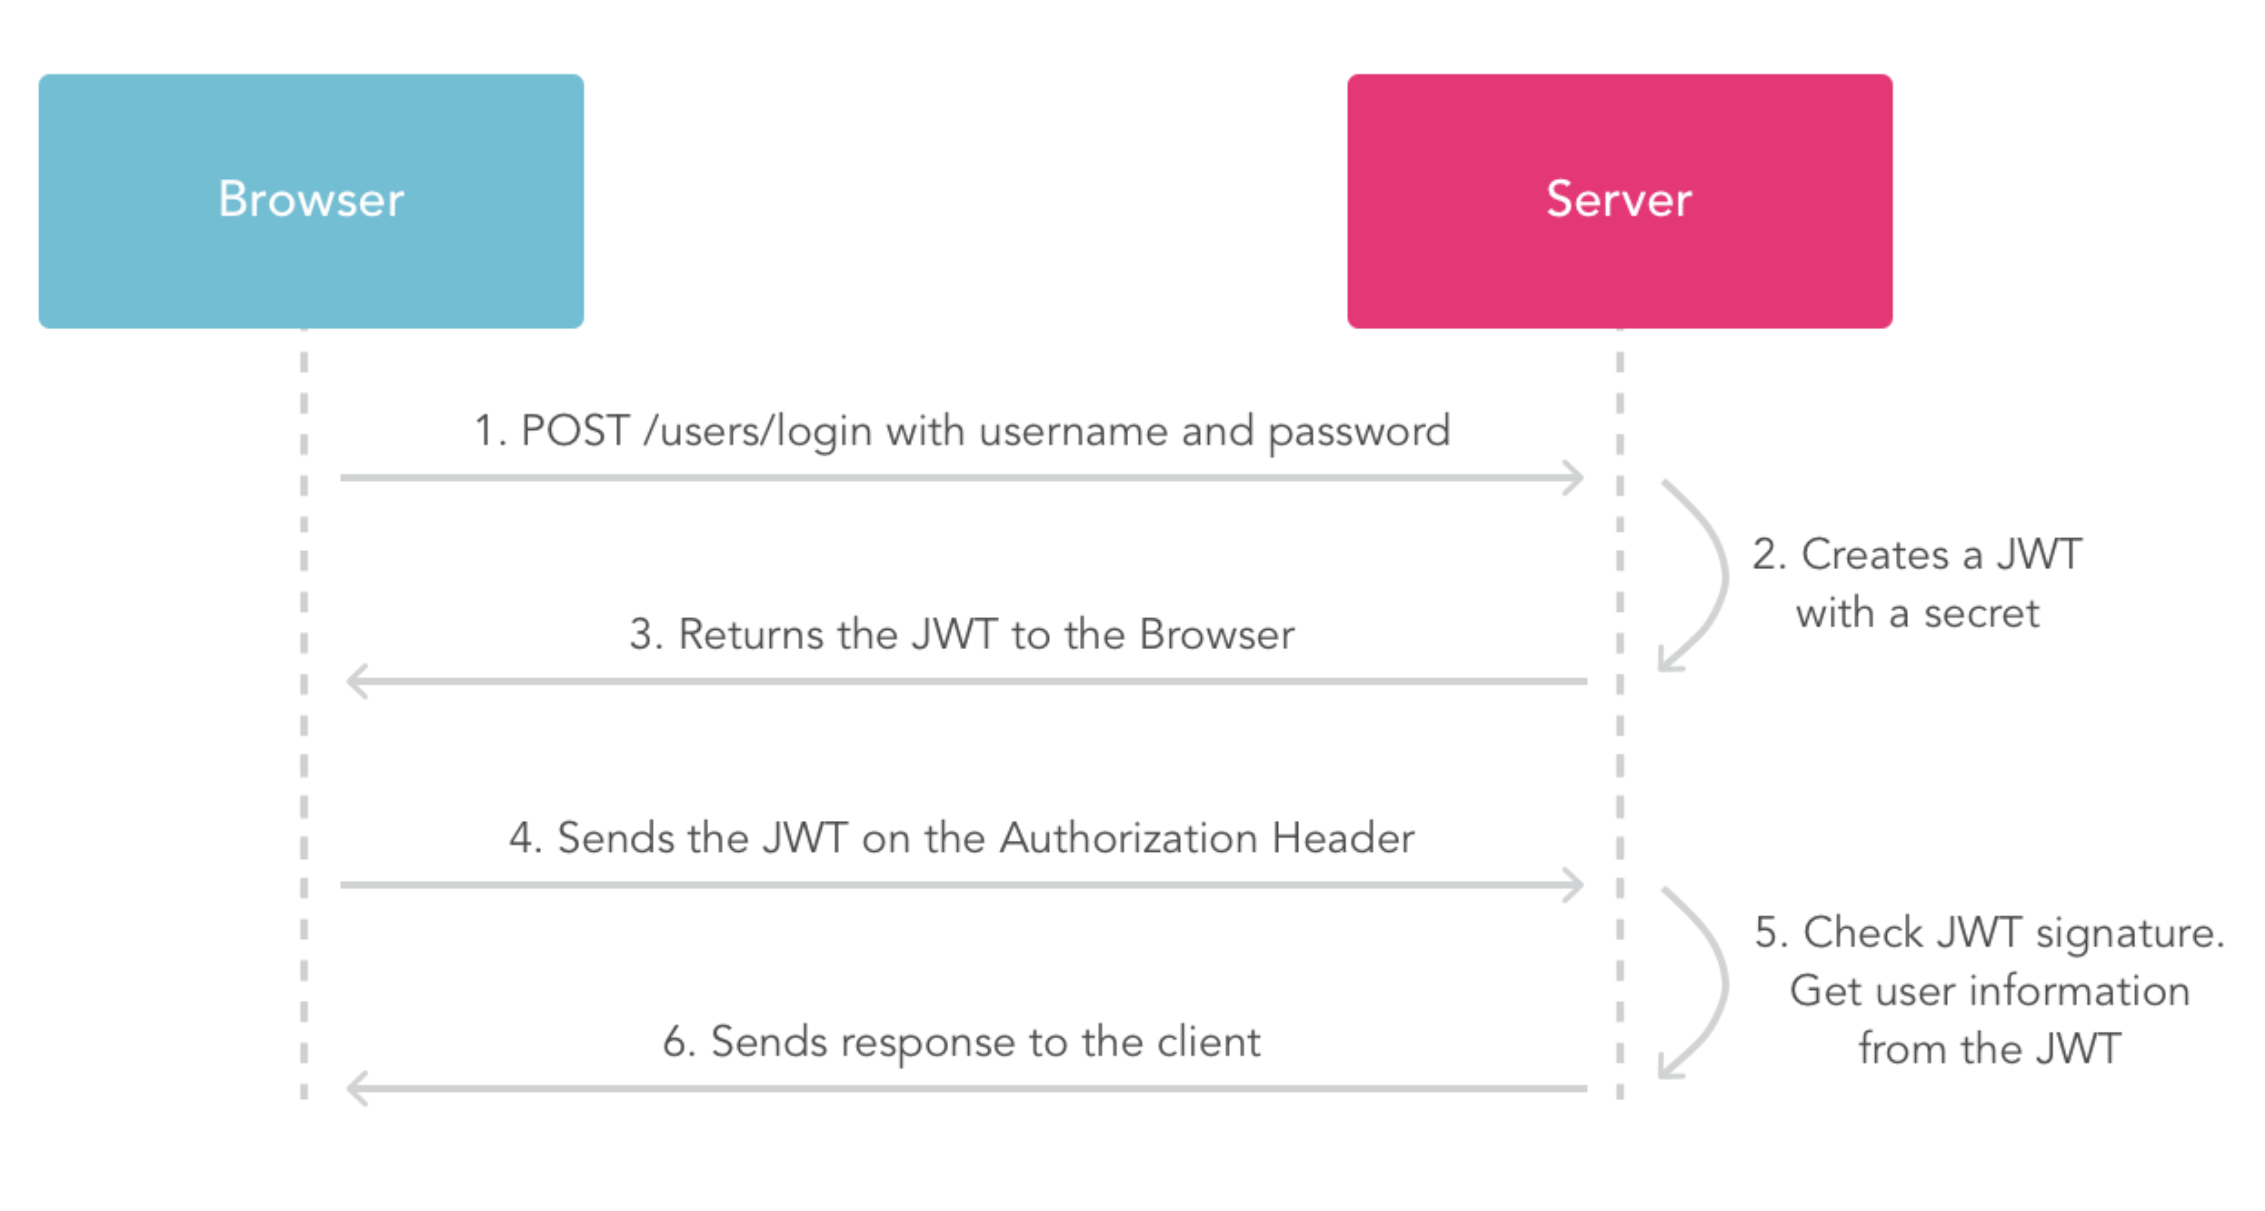 Browser
Server
1. POST /users/login with username and password
2. Creates a JWT
with a secret
3. Returns the JWT to the Browser
4. Sends the JWT on the Authorization Header
5. Check JWT signature.
Get user information
from the JWT
6. Sends response to the client